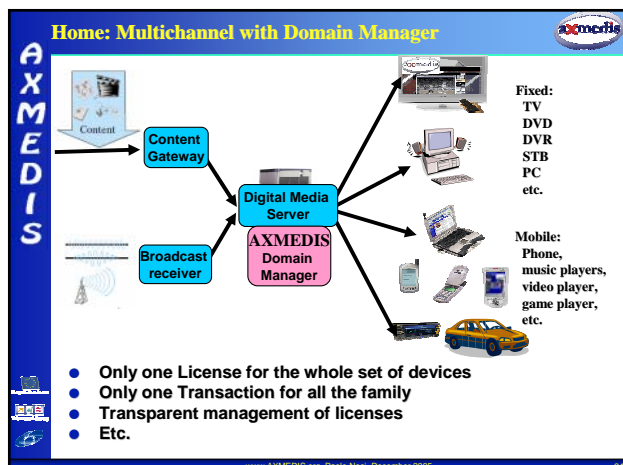 Home: Multichannel with Domain Manager
axmedis
AXMEDIS
Content
Content
Gateway
Digital Media
Server
AXMEDIS
Domain
Manager
Broadcast
receiver
axmedis
Fixed:
TV
DVD
DVR
STB
PC
etc.
Mobile:
Phone,
music players,
video player,
game player,
etc.
Only one License for the whole set of devices
Only one Transaction for all the family
Transparent management of licenses
Etc.